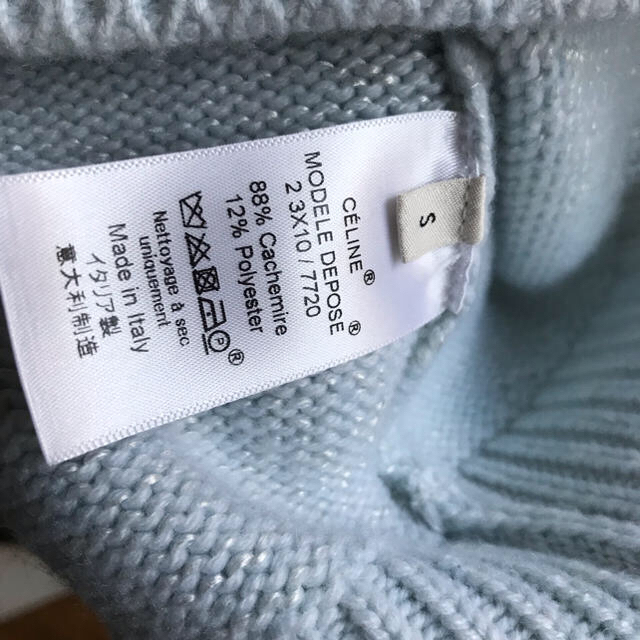 CÉLINE®
MODELE DEPOSE®
2 3X10 / 7720
88% Cachemire
12% Polyester
P ®
Nettoyage à sec
uniquement
Made in Italy
イタリア製
意大利制造
S